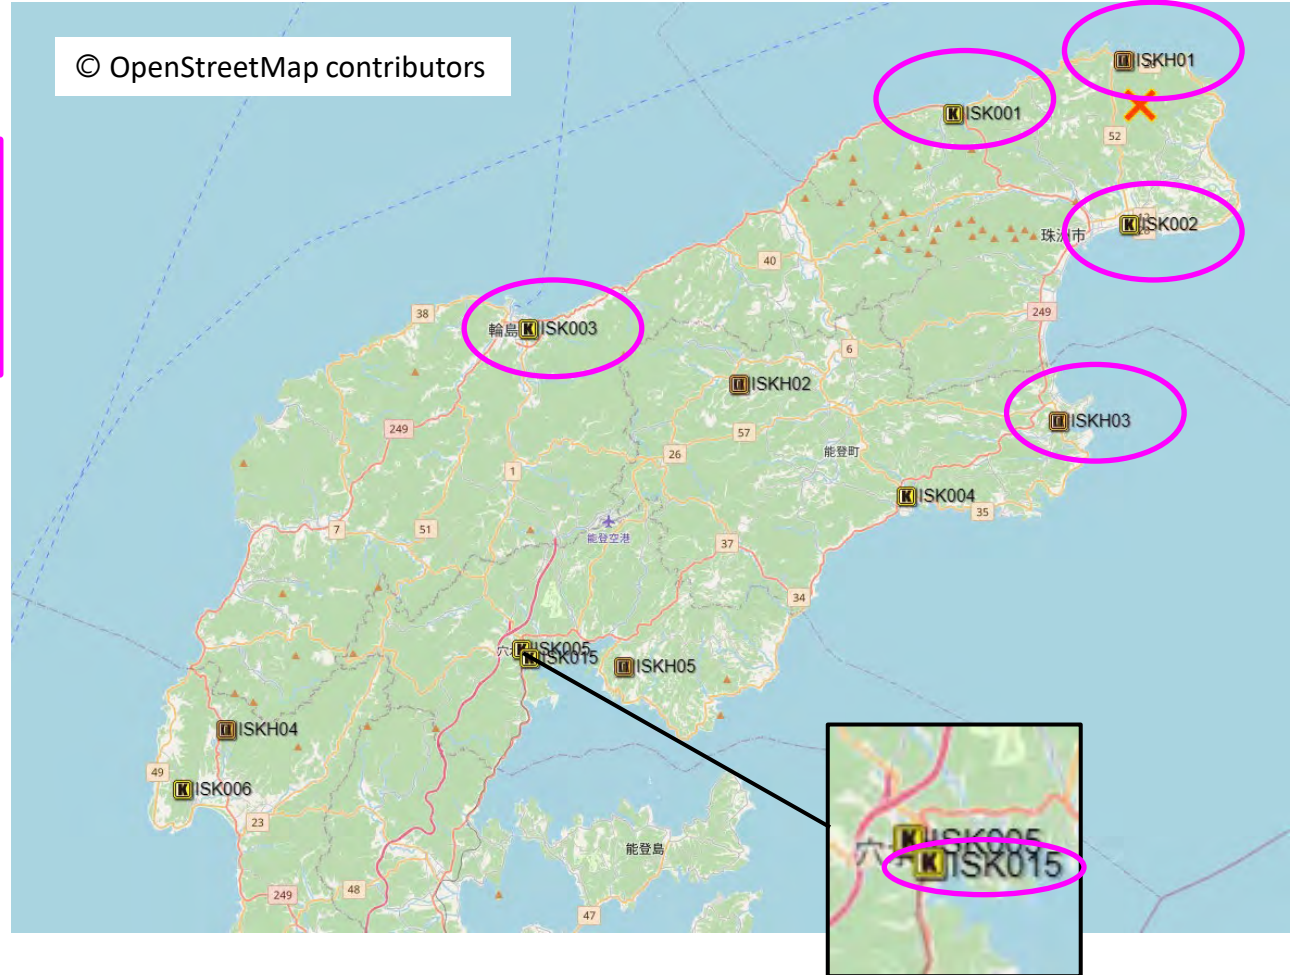 © OpenStreetMap contributors
ISKH01
ISK001
52
ISK002
珠洲市
40
249
38
輪島
ISK003
6
ISKH02
249
57
ISKH03
能登町
26
1
ISK004
35
7
51
能登空港
37
34
ISK005
ISK015
ISKH05
ISKH04
49
ISK006
23
能登島
ISK005
ISK015
249
48
47